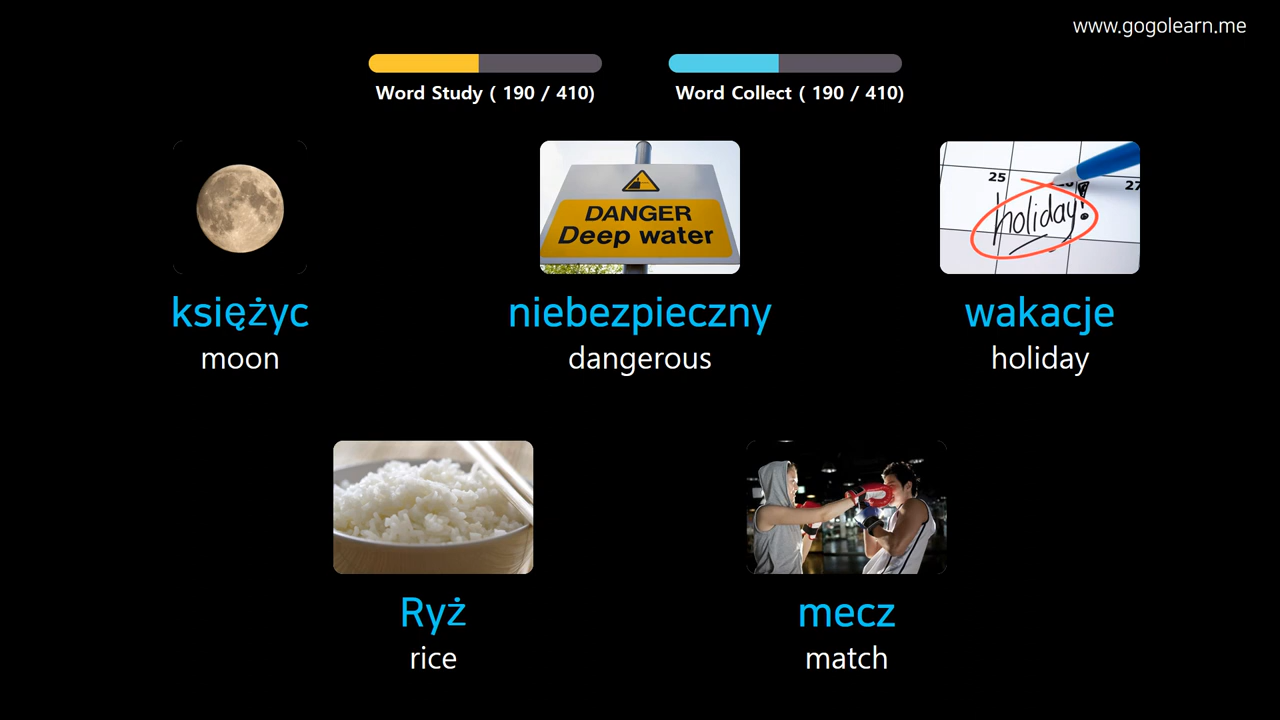 www.gogolearn.me
Word Study ( 190 / 410)
Word Collect ( 190 / 410)
DANGER
Deep water
25
27
holiday!
księżyc
niebezpieczny
wakacje
moon
dangerous
holiday
Ryż
mecz
rice
match